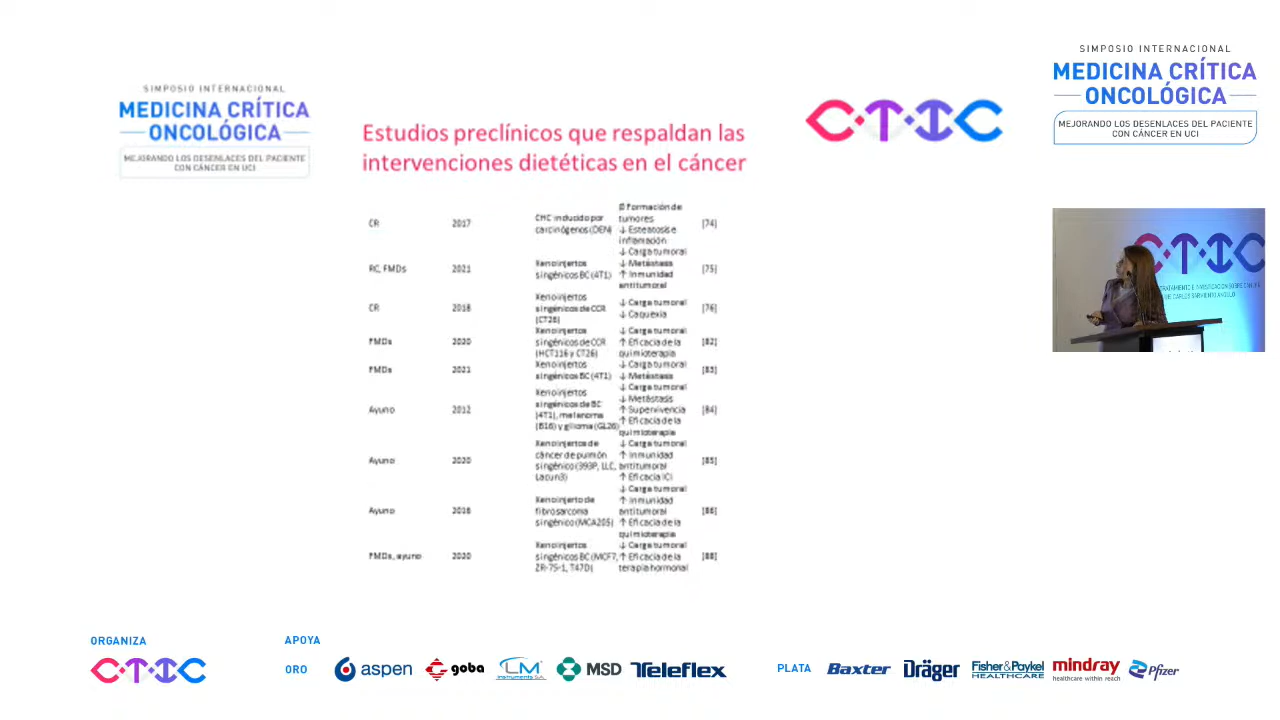 SIMPOSIO INTERNACIONAL
MEDICINA CRÍTICA
ONCOLÓGICA
MEJORANDO LOS DESENLACES DEL PACIENTE
CON CÁNCER EN UCI
Estudios preclínicos que respaldan las
intervenciones dietéticas en el cáncer
CTIC
SIMPOSIO INTERNACIONAL
MEDICINA CRÍTICA
ONCOLÓGICA
MEJORANDO LOS DESENLACES DEL PACIENTE
CON CÁNCER EN UCI
CR 2017 CHC inducido por carcinógenos (DEN) Formación de tumores ↓ Esteatosis e inflamación ↓ Carga tumoral [74]
RC, FMDs 2021 Xenoinjertos singénicos BC (4T1) ↓ Metástasis ↑ Inmunidad antitumoral [75]
CR 2018 Xenoinjertos singénicos de CCR (CT26) ↓ Carga tumoral ↓ Caquexia [76]
FMDs 2020 Xenoinjertos singénicos de CCR (HCT116 y CT26) ↓ Carga tumoral ↑ Eficacia de la quimioterapia [82]
FMDs 2021 Xenoinjertos singénicos BC (4T1) ↓ Carga tumoral ↓ Metástasis [83]
Ayuno 2012 Xenoinjertos singénicos de BC (4T1), melanoma (B16) y glioma (GL26) ↓ Carga tumoral ↓ Metástasis ↑ Supervivencia ↑ Eficacia de la quimioterapia [84]
Ayuno 2020 Xenoinjertos de cáncer de pulmón singénico (393P, LLC, Lacun3) ↓ Carga tumoral ↑ Inmunidad antitumoral ↑ Eficacia ICI [85]
Ayuno 2016 Xenoinjerto de fibrosarcoma singénico (MCA205) ↓ Carga tumoral ↑ Inmunidad antitumoral ↑ Eficacia de la quimioterapia [86]
FMDs, ayuno 2020 Xenoinjertos singénicos BC (MCF7, ZR-75-1, T47D) ↓ Carga tumoral ↑ Eficacia de la terapia hormonal [88]
CTIC
ORGANIZA
CTIC
APOYA
ORO
aspen
goba
LM
instruments S.A.
MSD
Teleflex
PLATA
Baxter
Dräger
Fisher & Paykel
HEALTHCARE
mindray
healthcare within reach
Pfizer